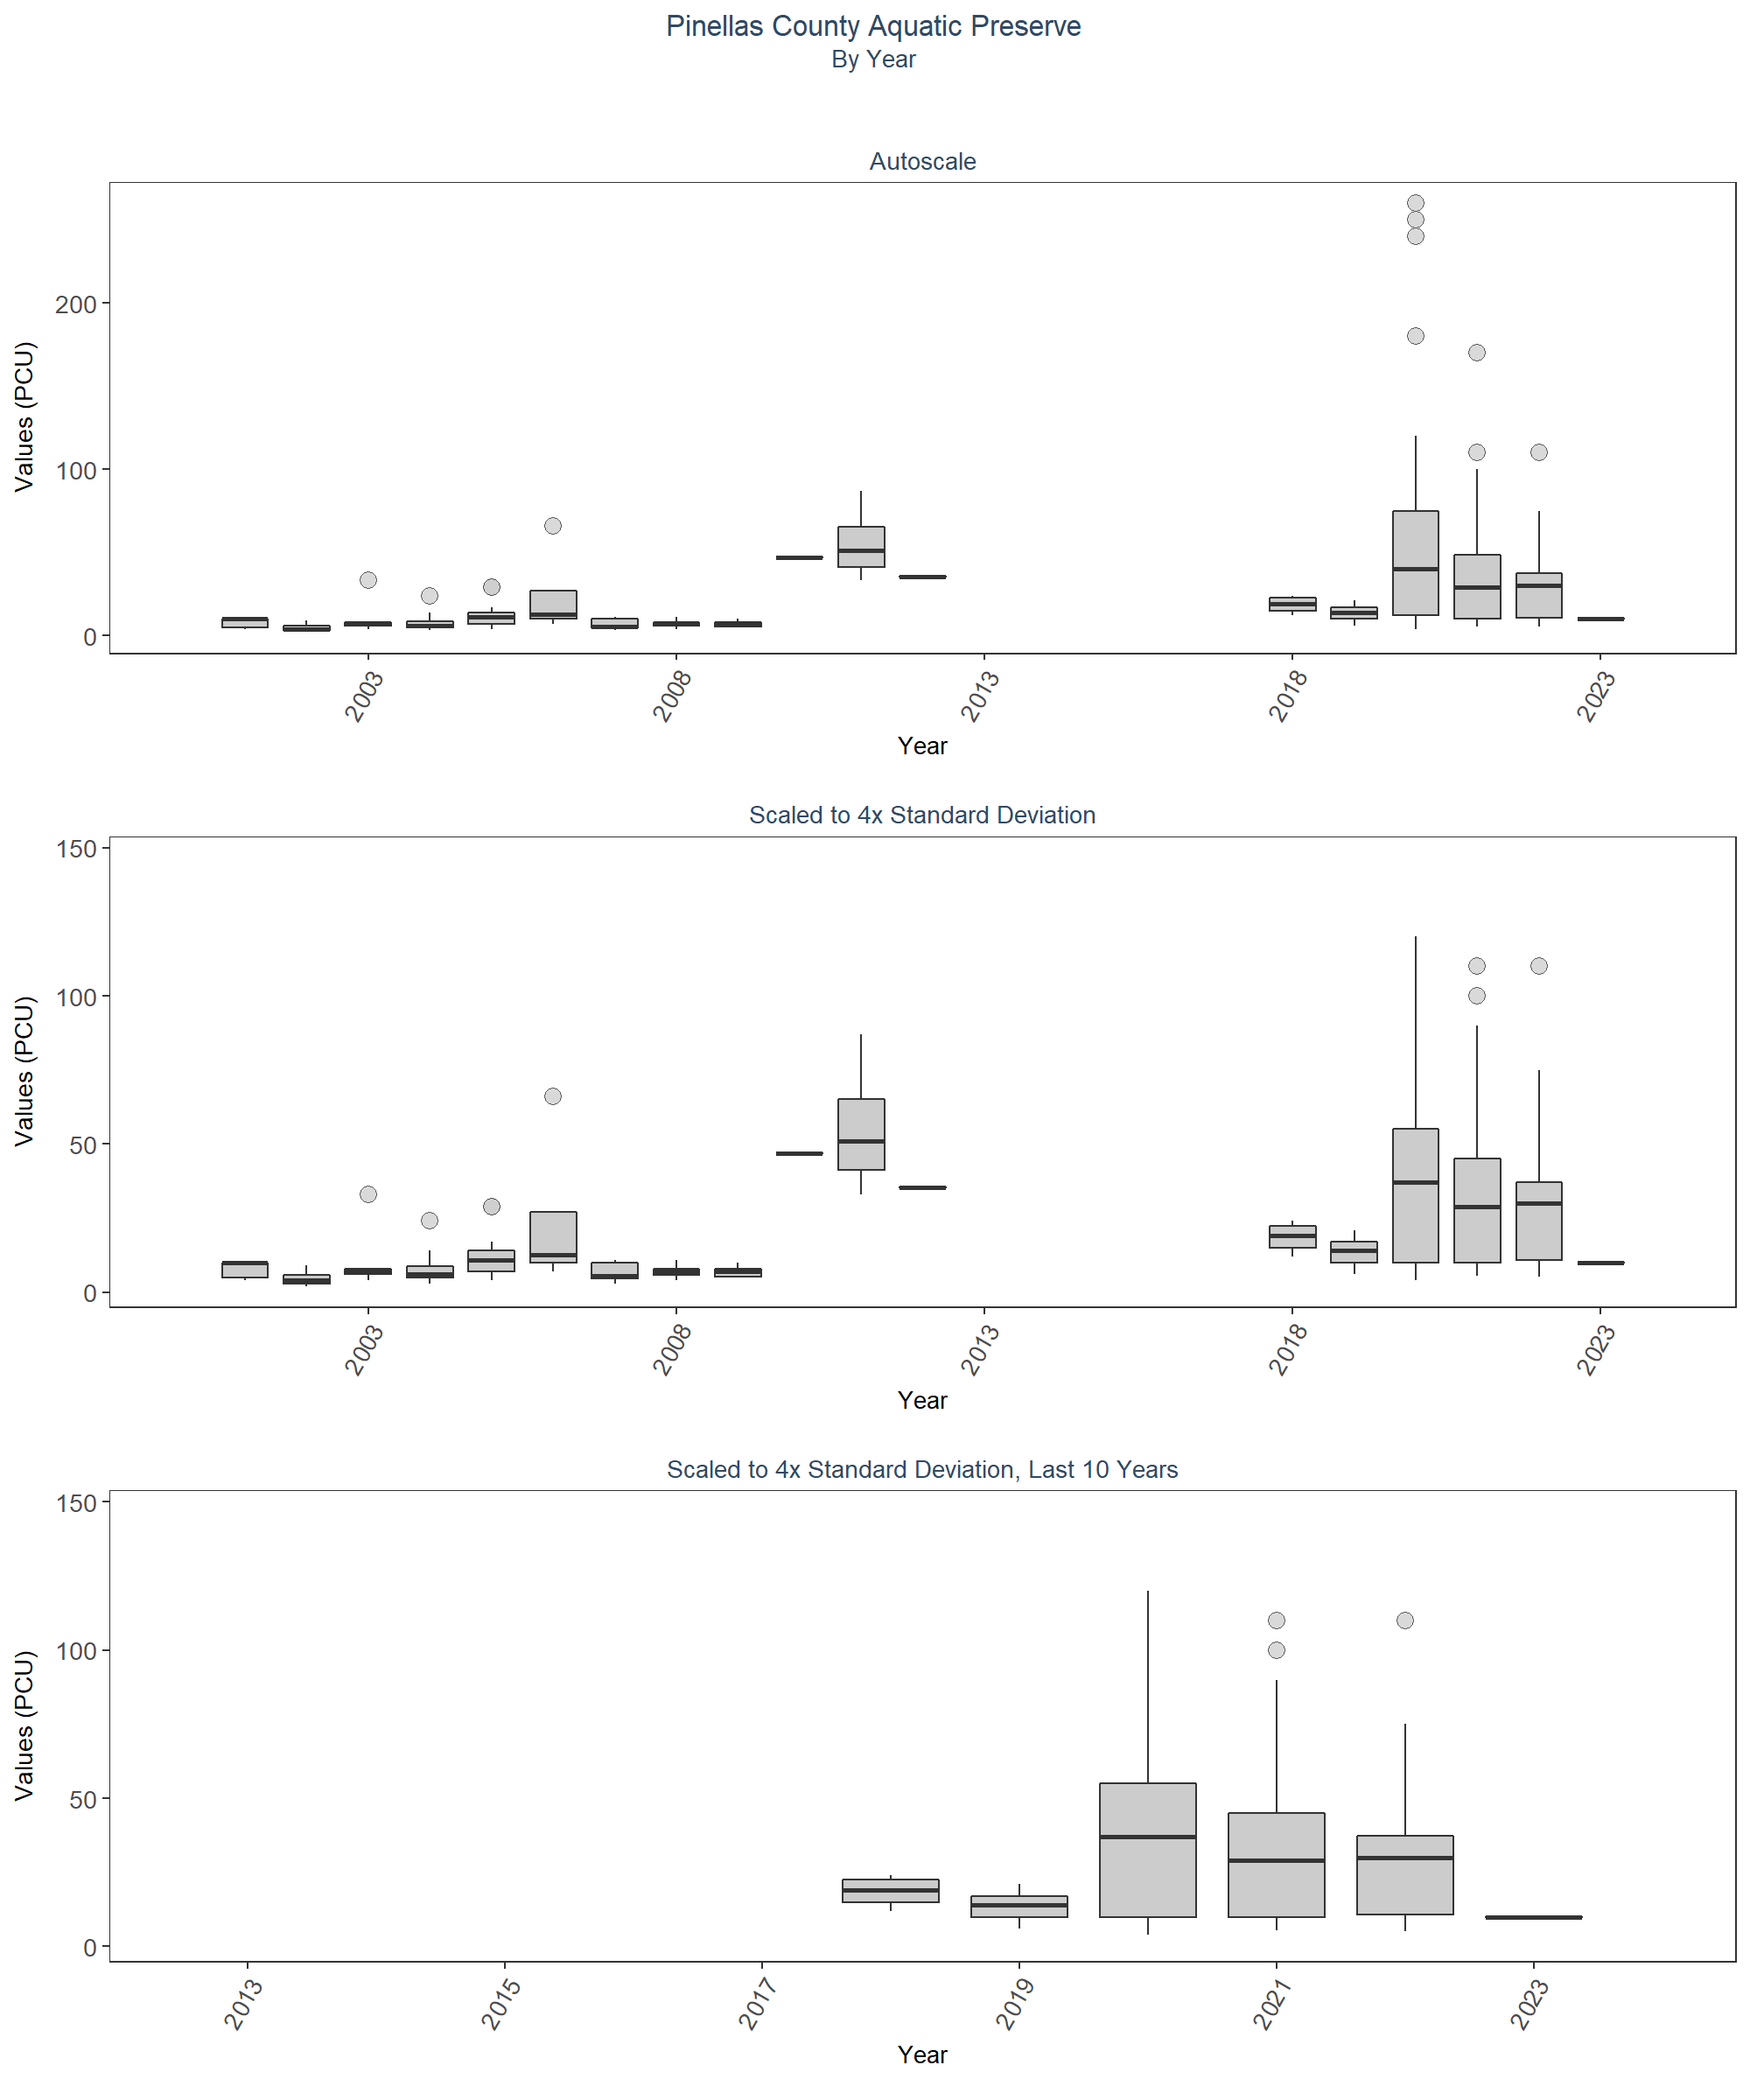 Pinellas County Aquatic Preserve
By Year
Autoscale
Values (PCU)
200
100
0
2003
2008
2013
2018
2023
Year
Scaled to 4x Standard Deviation
Values (PCU)
150
100
50
0
2003
2008
2013
2018
2023
Year
Scaled to 4x Standard Deviation, Last 10 Years
Values (PCU)
150
100
50
0
2013
2015
2017
2019
2021
2023
Year